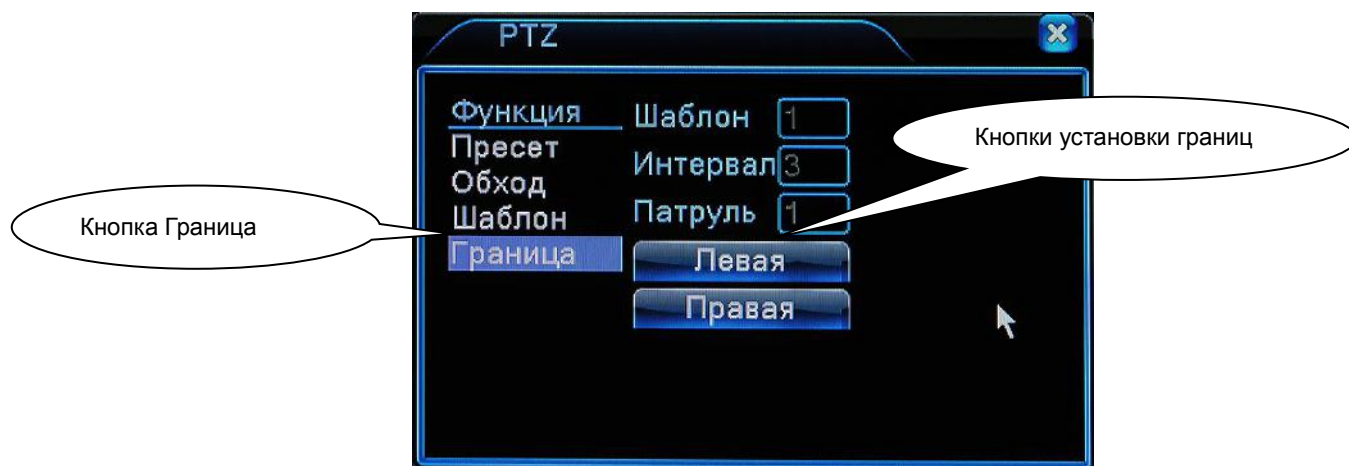 PTZ
Функция
Пресет
Обход
Шаблон
Граница
Шаблон 1
Интервал 3
Патруль 1
Левая
Правая
Кнопка Граница
Кнопки установки границ